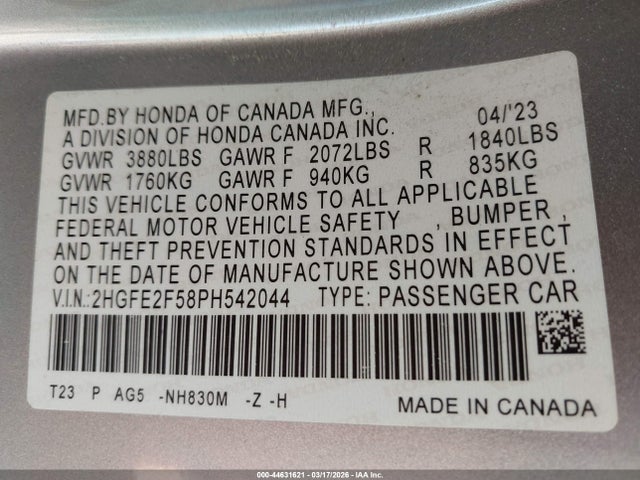 MFD.BY HONDA OF CANADA MFG., 04/'23
A DIVISION OF HONDA CANADA INC.
GVWR 3880LBS GAWR F 2072LBS R 1840LBS
GVWR 1760KG GAWR F 940KG R 835KG
THIS VEHICLE CONFORMS TO ALL APPLICABLE
FEDERAL MOTOR VEHICLE SAFETY , BUMPER ,
AND THEFT PREVENTION STANDARDS IN EFFECT
ON THE DATE OF MANUFACTURE SHOWN ABOVE.
V.I.N.:2HGFE2F58PH542044 TYPE: PASSENGER CAR
T23 P AG5 -NH830M -Z -H
MADE IN CANADA
000-44631621 - 03/17/2026 - IAA Inc.